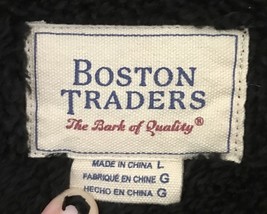 BOSTON
TRADERS
The Bark of Quality®
MADE IN CHINA L
FABRIQUÉ EN CHINE G
HECHO EN CHINA G